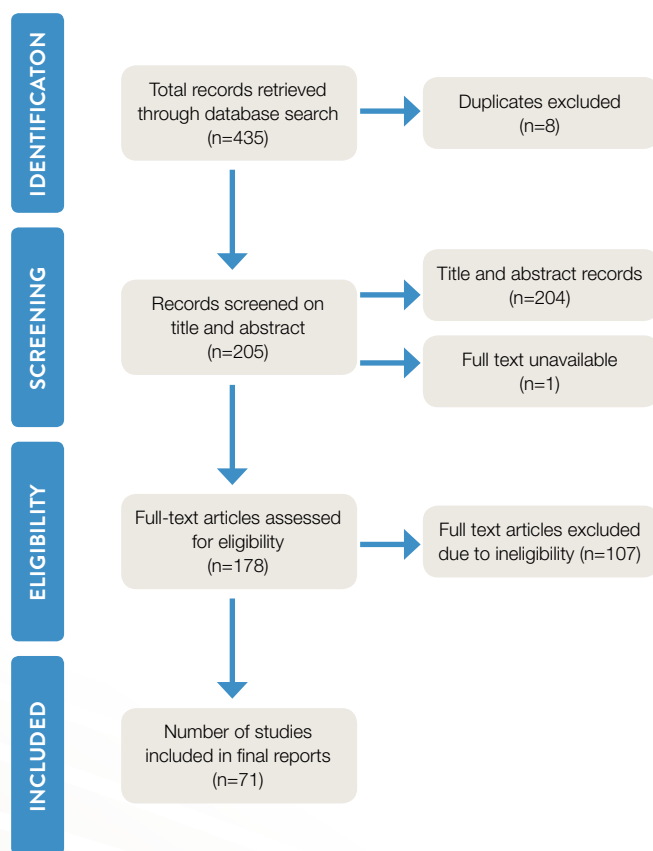 IDENTIFICATON
Total records retrieved
through database search
(n=435)
Duplicates excluded
(n=8)
SCREENING
Records screened on
title and abstract
(n=205)
Title and abstract records
(n=204)
Full text unavailable
(n=1)
ELIGIBILITY
Full-text articles assessed
for eligibility
(n=178)
Full text articles excluded
due to ineligibility (n=107)
INCLUDED
Number of studies
included in final reports
(n=71)